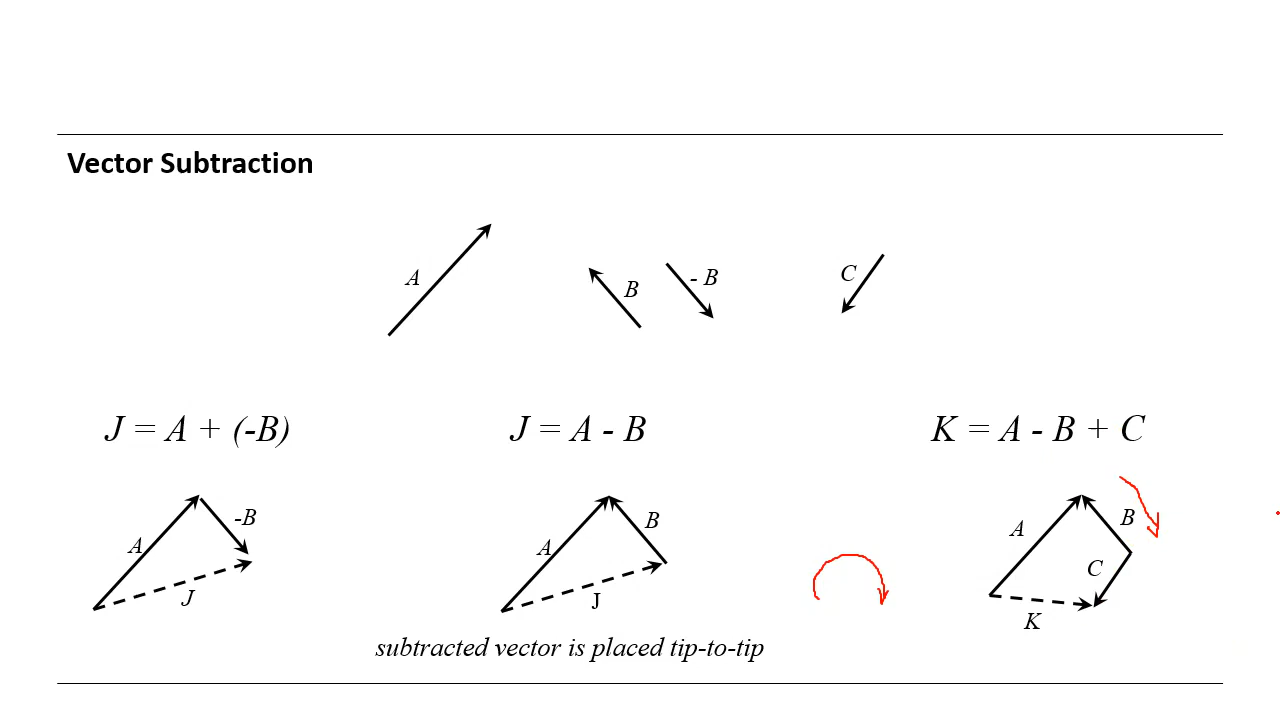 Vector Subtraction
A
B
- B
C
J = A + (-B)
J = A - B
K = A - B + C
A
-B
J
A
B
J
A
B
C
K
subtracted vector is placed tip-to-tip